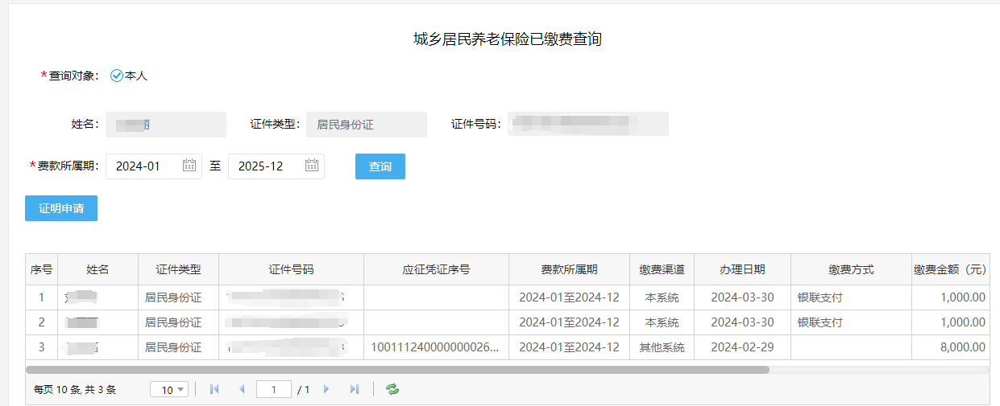 城乡居民养老保险已缴费查询
*查询对象： 本人
姓名： 丽 证件类型： 居民身份证 证件号码：
*费款所属期： 2024-01 至 2025-12 查询
证明申请
序号 姓名 证件类型 证件号码 应征凭证序号 费款所属期 缴费渠道 办理日期 缴费方式 缴费金额（元）
1 居民身份证 2024-01至2024-12 本系统 2024-03-30 银联支付 1,000.00
2 居民身份证 2024-01至2024-12 本系统 2024-03-30 银联支付 1,000.00
3 居民身份证 100111240000000026... 2024-01至2024-12 其他系统 2024-02-29 8,000.00
每页 10 条, 共 3 条 10 1 / 1